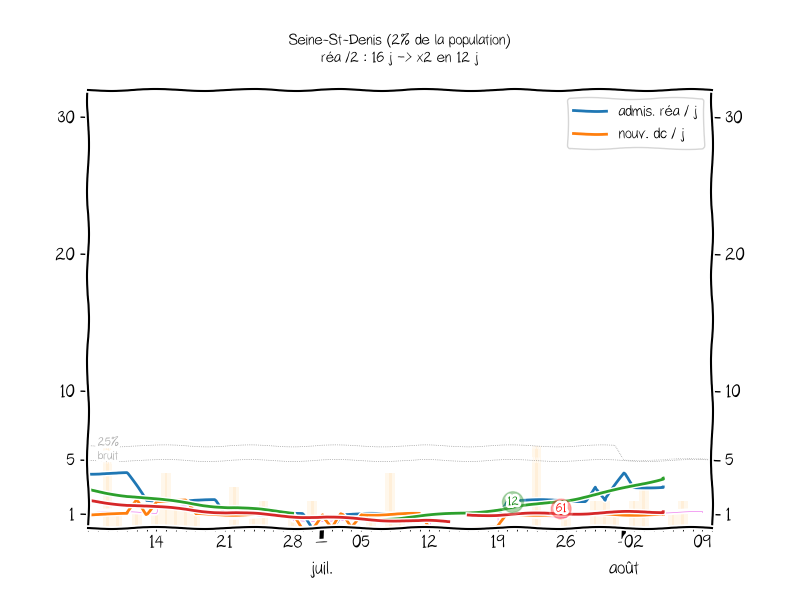 Seine-St-Denis (2% de la population)
réa /2 : 16 j -> x2 en 12 j
admis. réa / j
nouv. dc / j
30
30
20
20
10
10
25%
bruit
5
5
12
61
1
1
14 21 28 05 12 19 26 02 09
juil. août